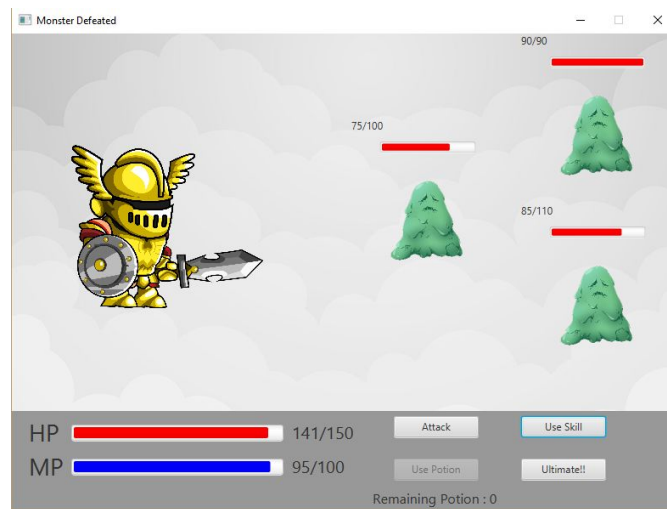 Monster Defeated
90/90
75/100
85/110
HP 141/150
Attack
Use Skill
MP 95/100
Use Potion
Ultimate!!
Remaining Potion : 0